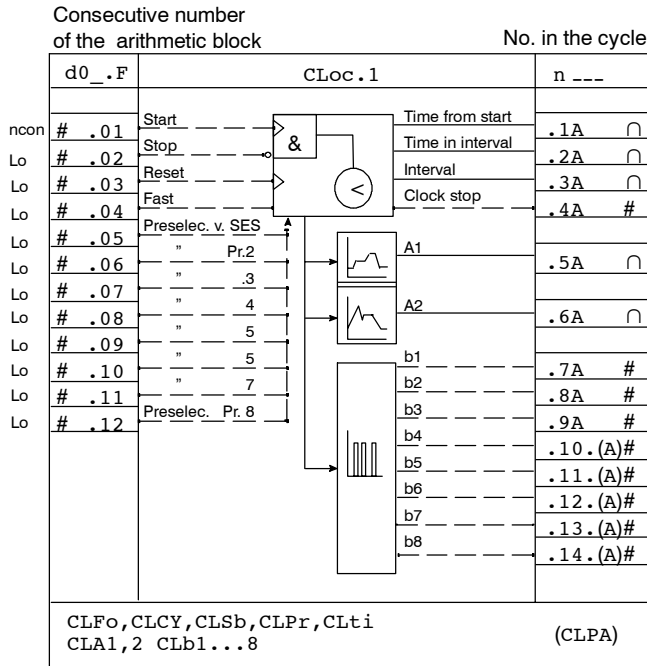 Consecutive number
of the arithmetic block
No. in the cycle
d0_.F
CLoc.1
n ---
ncon # .01 Start & Time from start .1A ∩
Lo # .02 Stop Time in interval .2A ∩
Lo # .03 Reset < Interval .3A ∩
Lo # .04 Fast Clock stop .4A #
Lo # .05 Preselec. v. SES
Lo # .06 " Pr.2 A1 .5A ∩
Lo # .07 " .3
Lo # .08 " 4 A2 .6A ∩
Lo # .09 " 5
Lo # .10 " 5 b1 .7A #
Lo # .11 " 7 b2 .8A #
Lo # .12 Preselec. Pr. 8 b3 .9A #
b4 .10.(A)#
b5 .11.(A)#
b6 .12.(A)#
b7 .13.(A)#
b8 .14.(A)#
CLFo,CLCY,CLSb,CLPr,CLti
CLA1,2 CLb1...8
(CLPA)